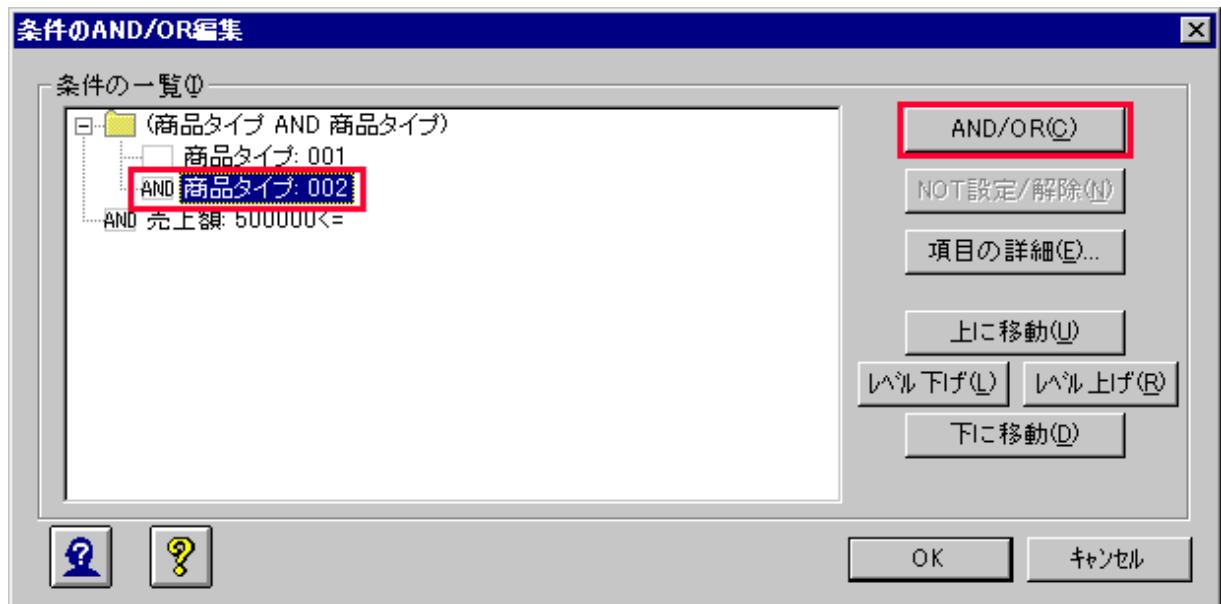 条件のAND/OR編集
条件の一覧(I)
(商品タイプ AND 商品タイプ)
商品タイプ: 001
AND 商品タイプ: 002
AND 売上額: 500000<=
AND/OR(C)
NOT設定/解除(N)
項目の詳細(E)...
上に移動(U)
ﾚﾍﾞﾙ下げ(L)
ﾚﾍﾞﾙ上げ(R)
下に移動(D)
OK
ｷｬﾝｾﾙ